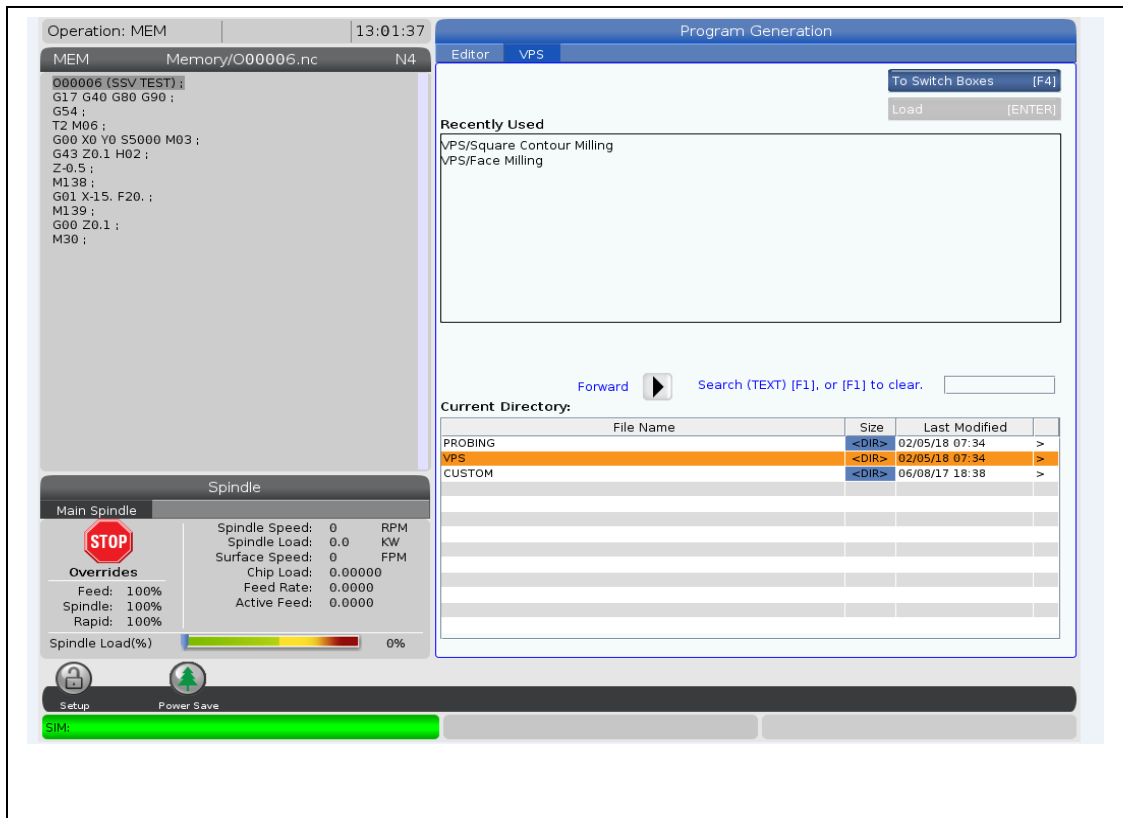 Operation: MEM 13:01:37
MEM Memory/O00006.nc N4
O00006 (SSV TEST) ;
G17 G40 G80 G90 ;
G54 ;
T2 M06 ;
G00 X0 Y0 S5000 M03 ;
G43 Z0.1 H02 ;
Z-0.5 ;
M138 ;
G01 X-15. F20. ;
M139 ;
G00 Z0.1 ;
M30 ;
Program Generation
Editor VPS
To Switch Boxes [F4]
Load [ENTER]
Recently Used
VPS/Square Contour Milling
VPS/Face Milling
Forward Search (TEXT) [F1], or [F1] to clear.
Current Directory:
File Name Size Last Modified
PROBING <DIR> 02/05/18 07:34 >
VPS <DIR> 02/05/18 07:34 >
CUSTOM <DIR> 06/08/17 18:38 >
Spindle
Main Spindle
STOP
Overrides
Feed: 100%
Spindle: 100%
Rapid: 100%
Spindle Speed: 0 RPM
Spindle Load: 0.0 KW
Surface Speed: 0 FPM
Chip Load: 0.00000
Feed Rate: 0.0000
Active Feed: 0.0000
Spindle Load(%) 0%
Setup Power Save
SIM: